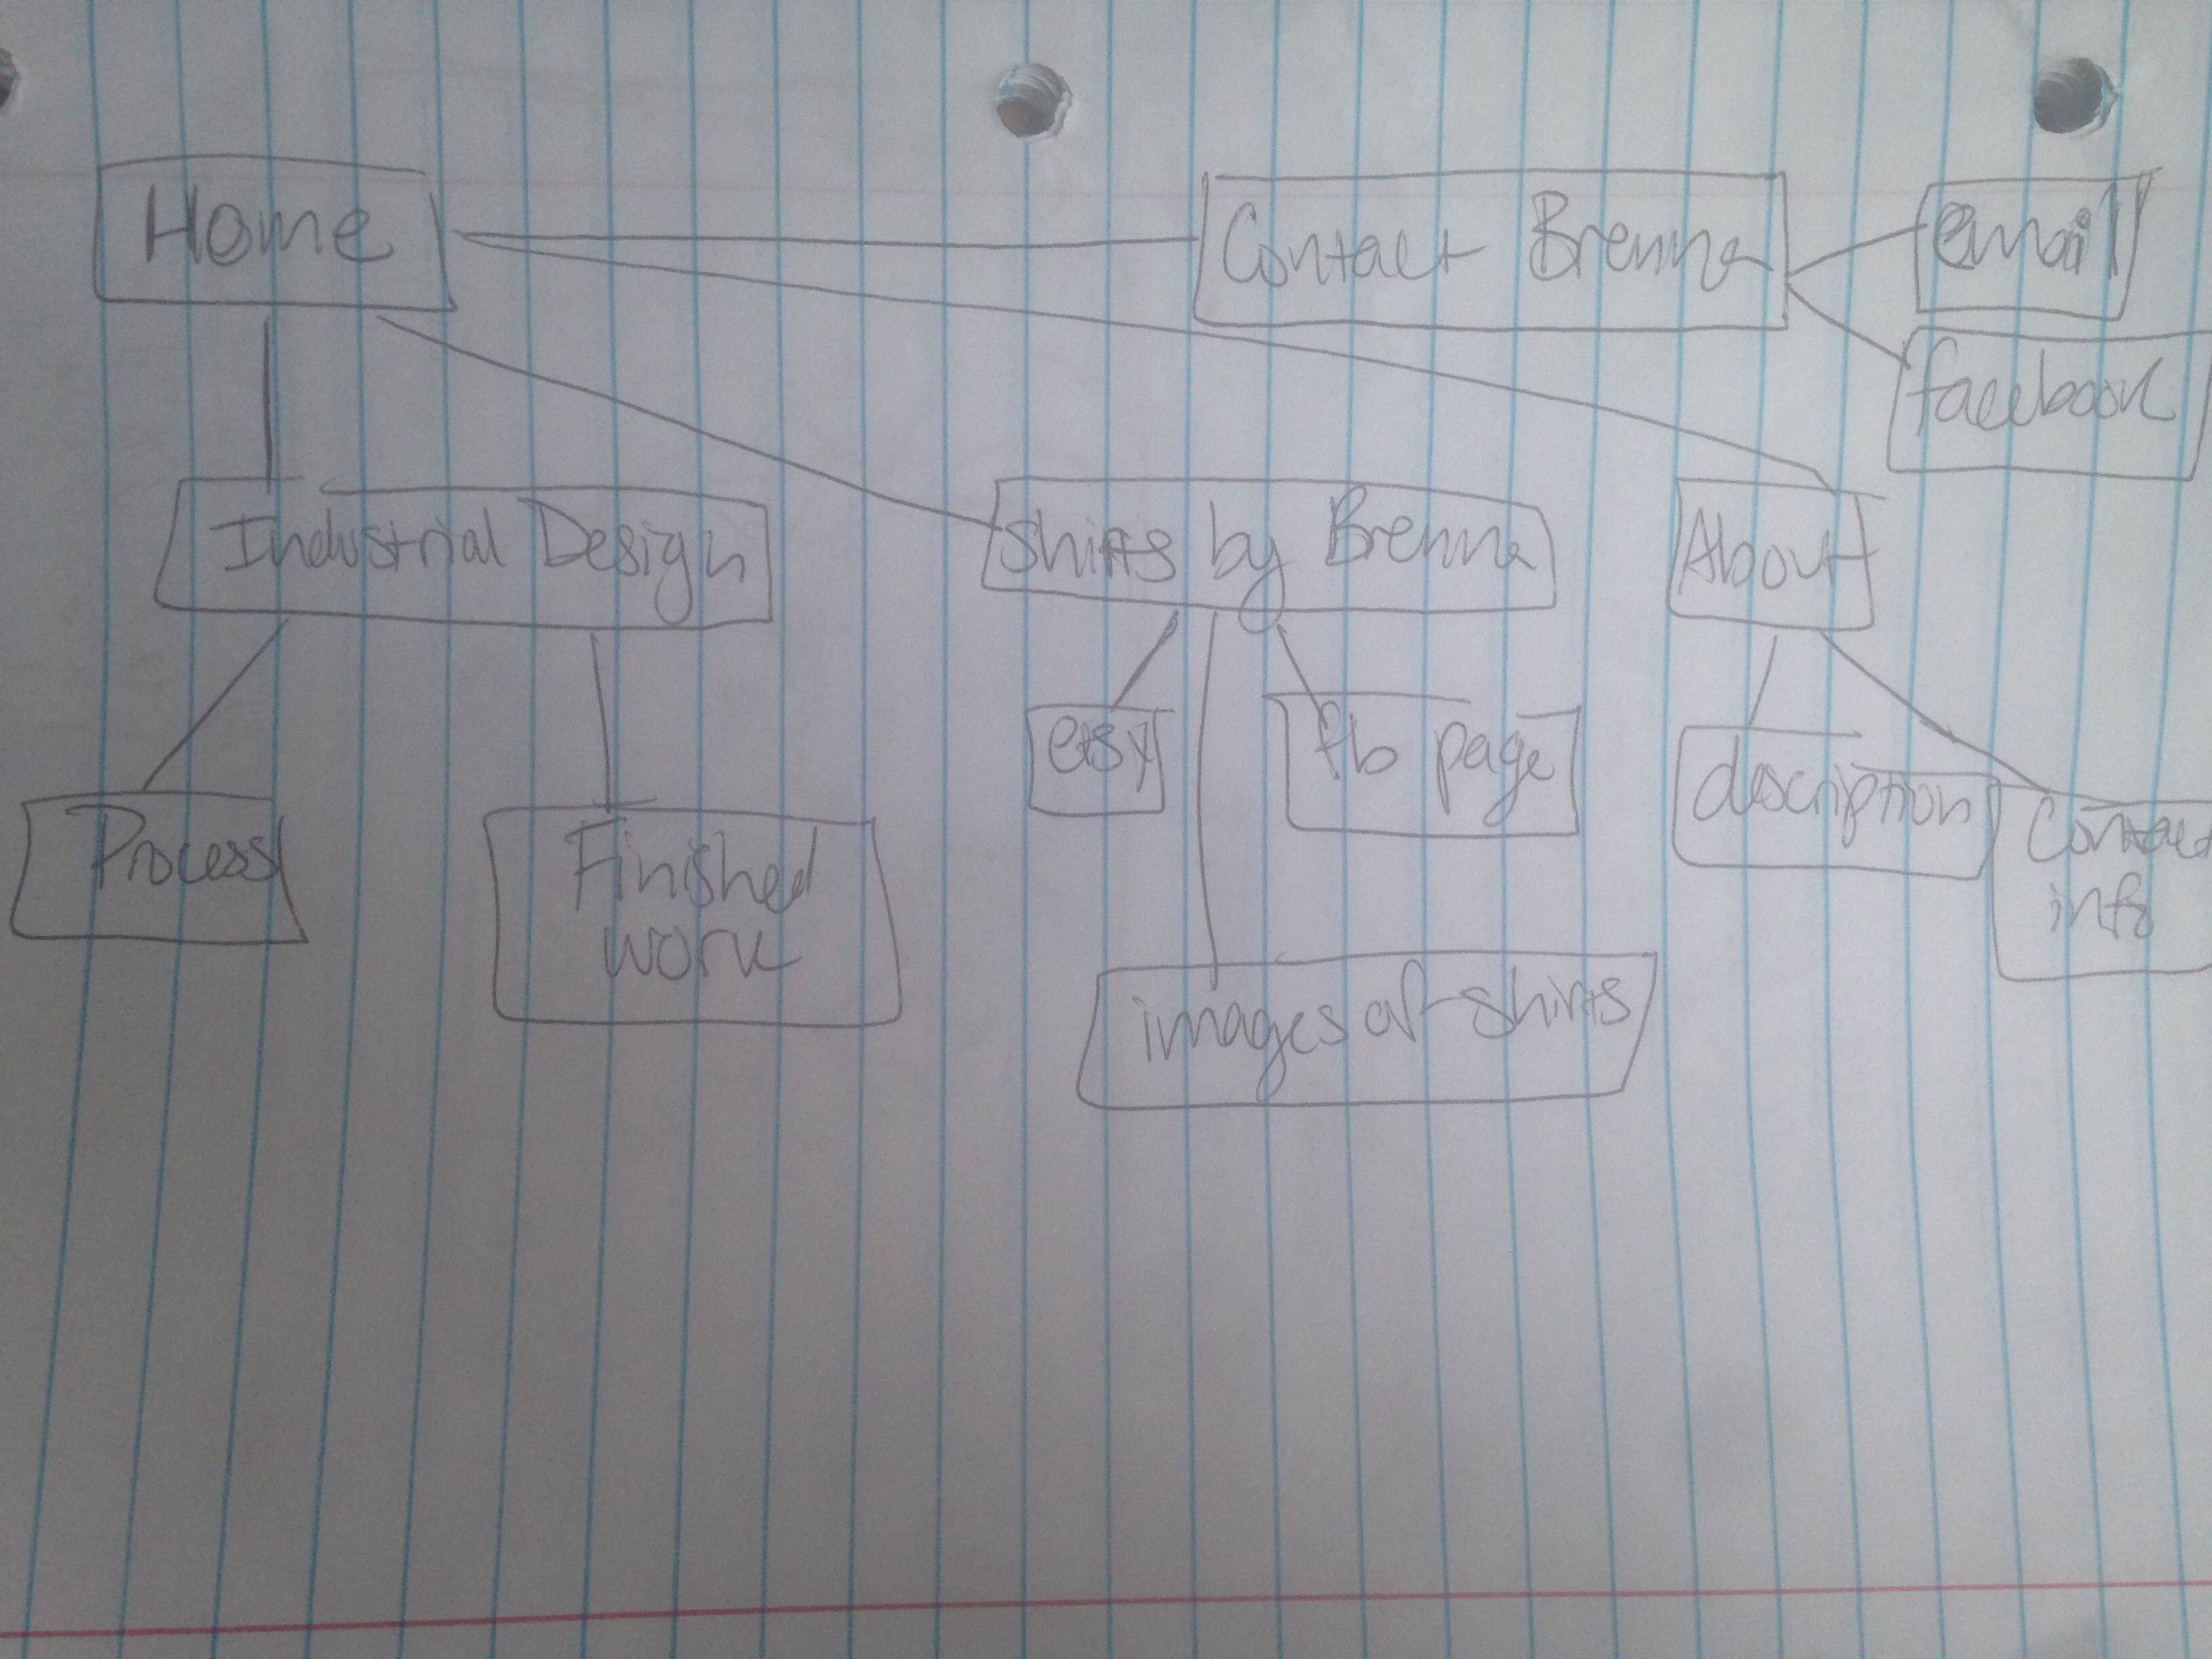 Home
Contact Brenna
email
facebook
Industrial Design
shirts by Brenna
About
etsy
fb page
description
Contact
info
Process
Finished
work
images of shirts